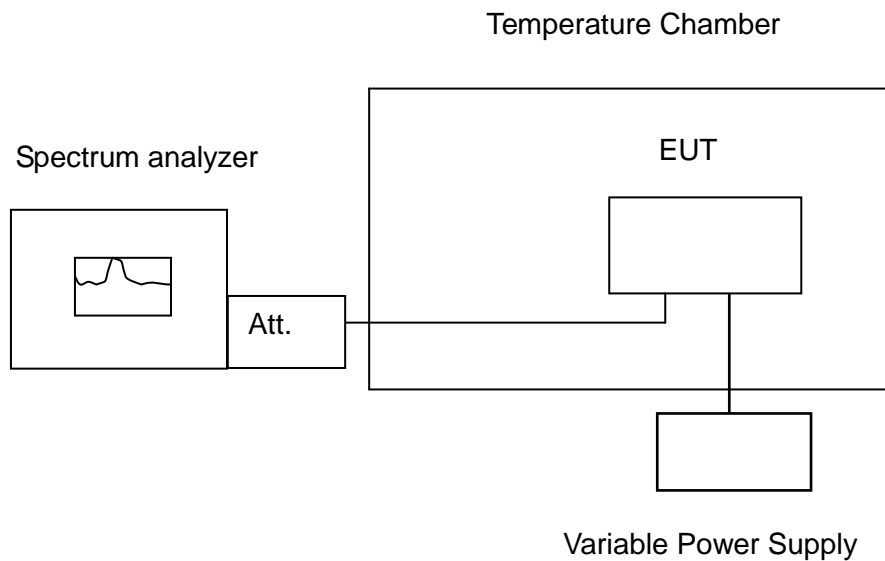 Temperature Chamber
Spectrum analyzer
EUT
Att.
Variable Power Supply